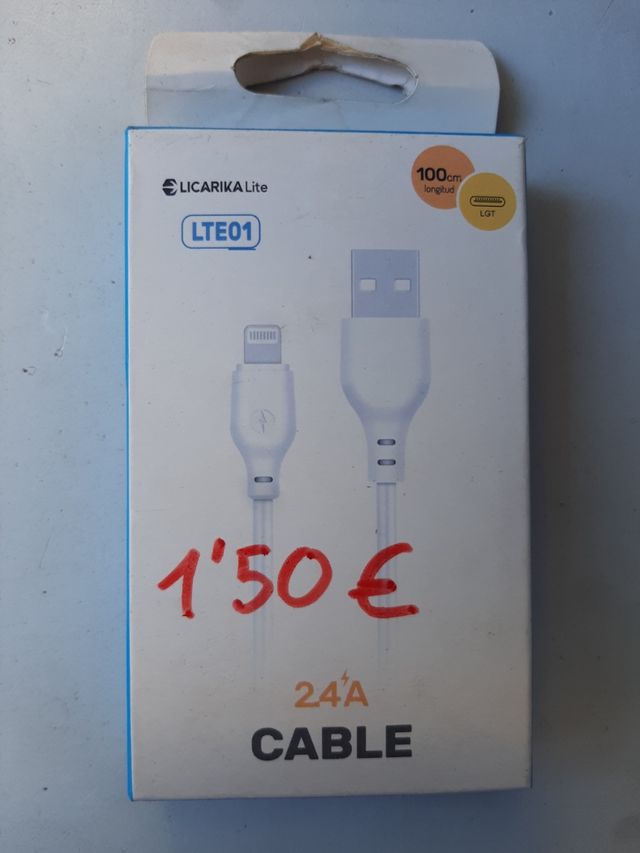 LICARIKA Lite
100cm
longitud
LGT
LTE01
1'50€
2.4A
CABLE